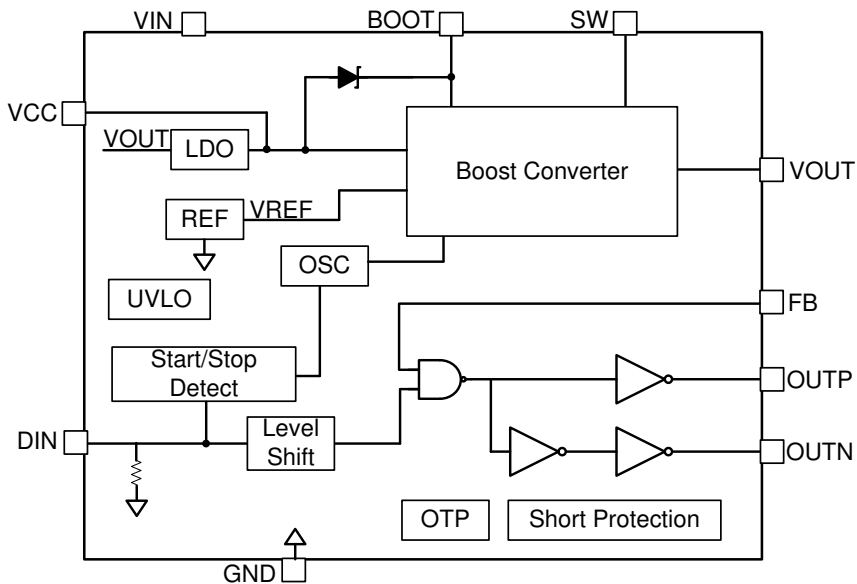 VIN
BOOT
SW
VCC
VOUT
LDO
Boost Converter
VOUT
REF
VREF
OSC
UVLO
FB
Start/Stop
Detect
OUTP
DIN
Level
Shift
OUTN
OTP
Short Protection
GND